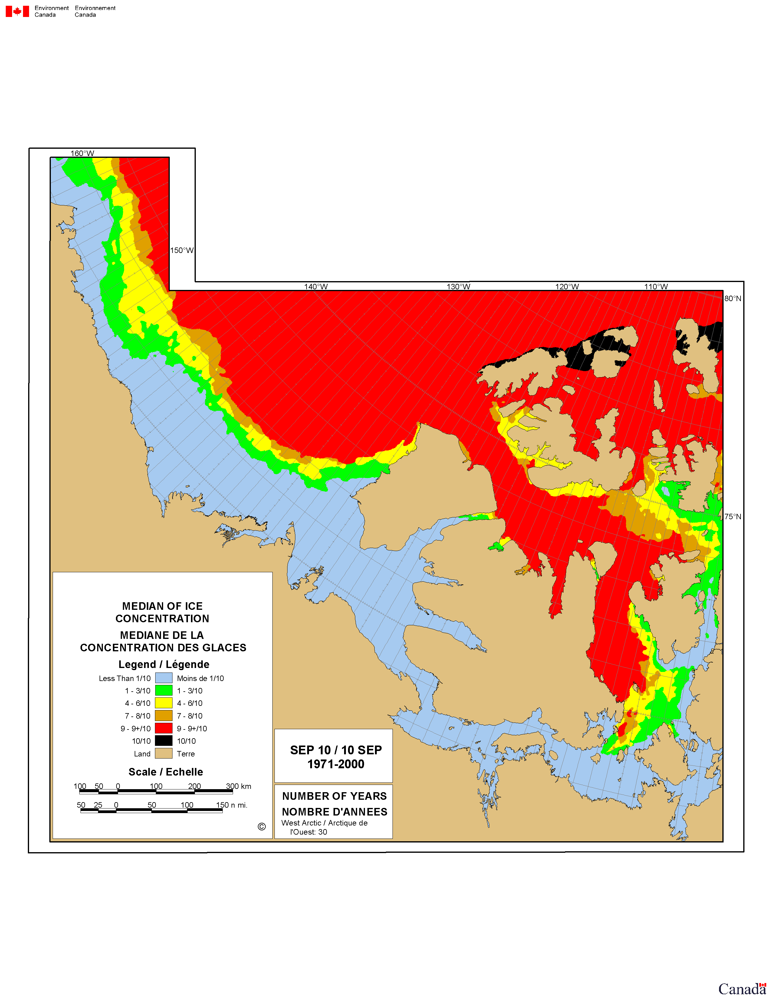 Environment Environnement
Canada Canada
160°W
150°W
140°W 130°W 120°W 110°W
80°N
75°N
MEDIAN OF ICE
CONCENTRATION
MEDIANE DE LA
CONCENTRATION DES GLACES
Legend / Légende
Less Than 1/10 Moins de 1/10
1 - 3/10 1 - 3/10
4 - 6/10 4 - 6/10
7 - 8/10 7 - 8/10
9 - 9+/10 9 - 9+/10
10/10 10/10
Land Terre
Scale / Echelle
100 50 0 100 200 300 km
50 25 0 50 100 150 n mi.
©
SEP 10 / 10 SEP
1971-2000
NUMBER OF YEARS
NOMBRE D'ANNEES
West Arctic / Arctique de
l'Ouest: 30
Canada